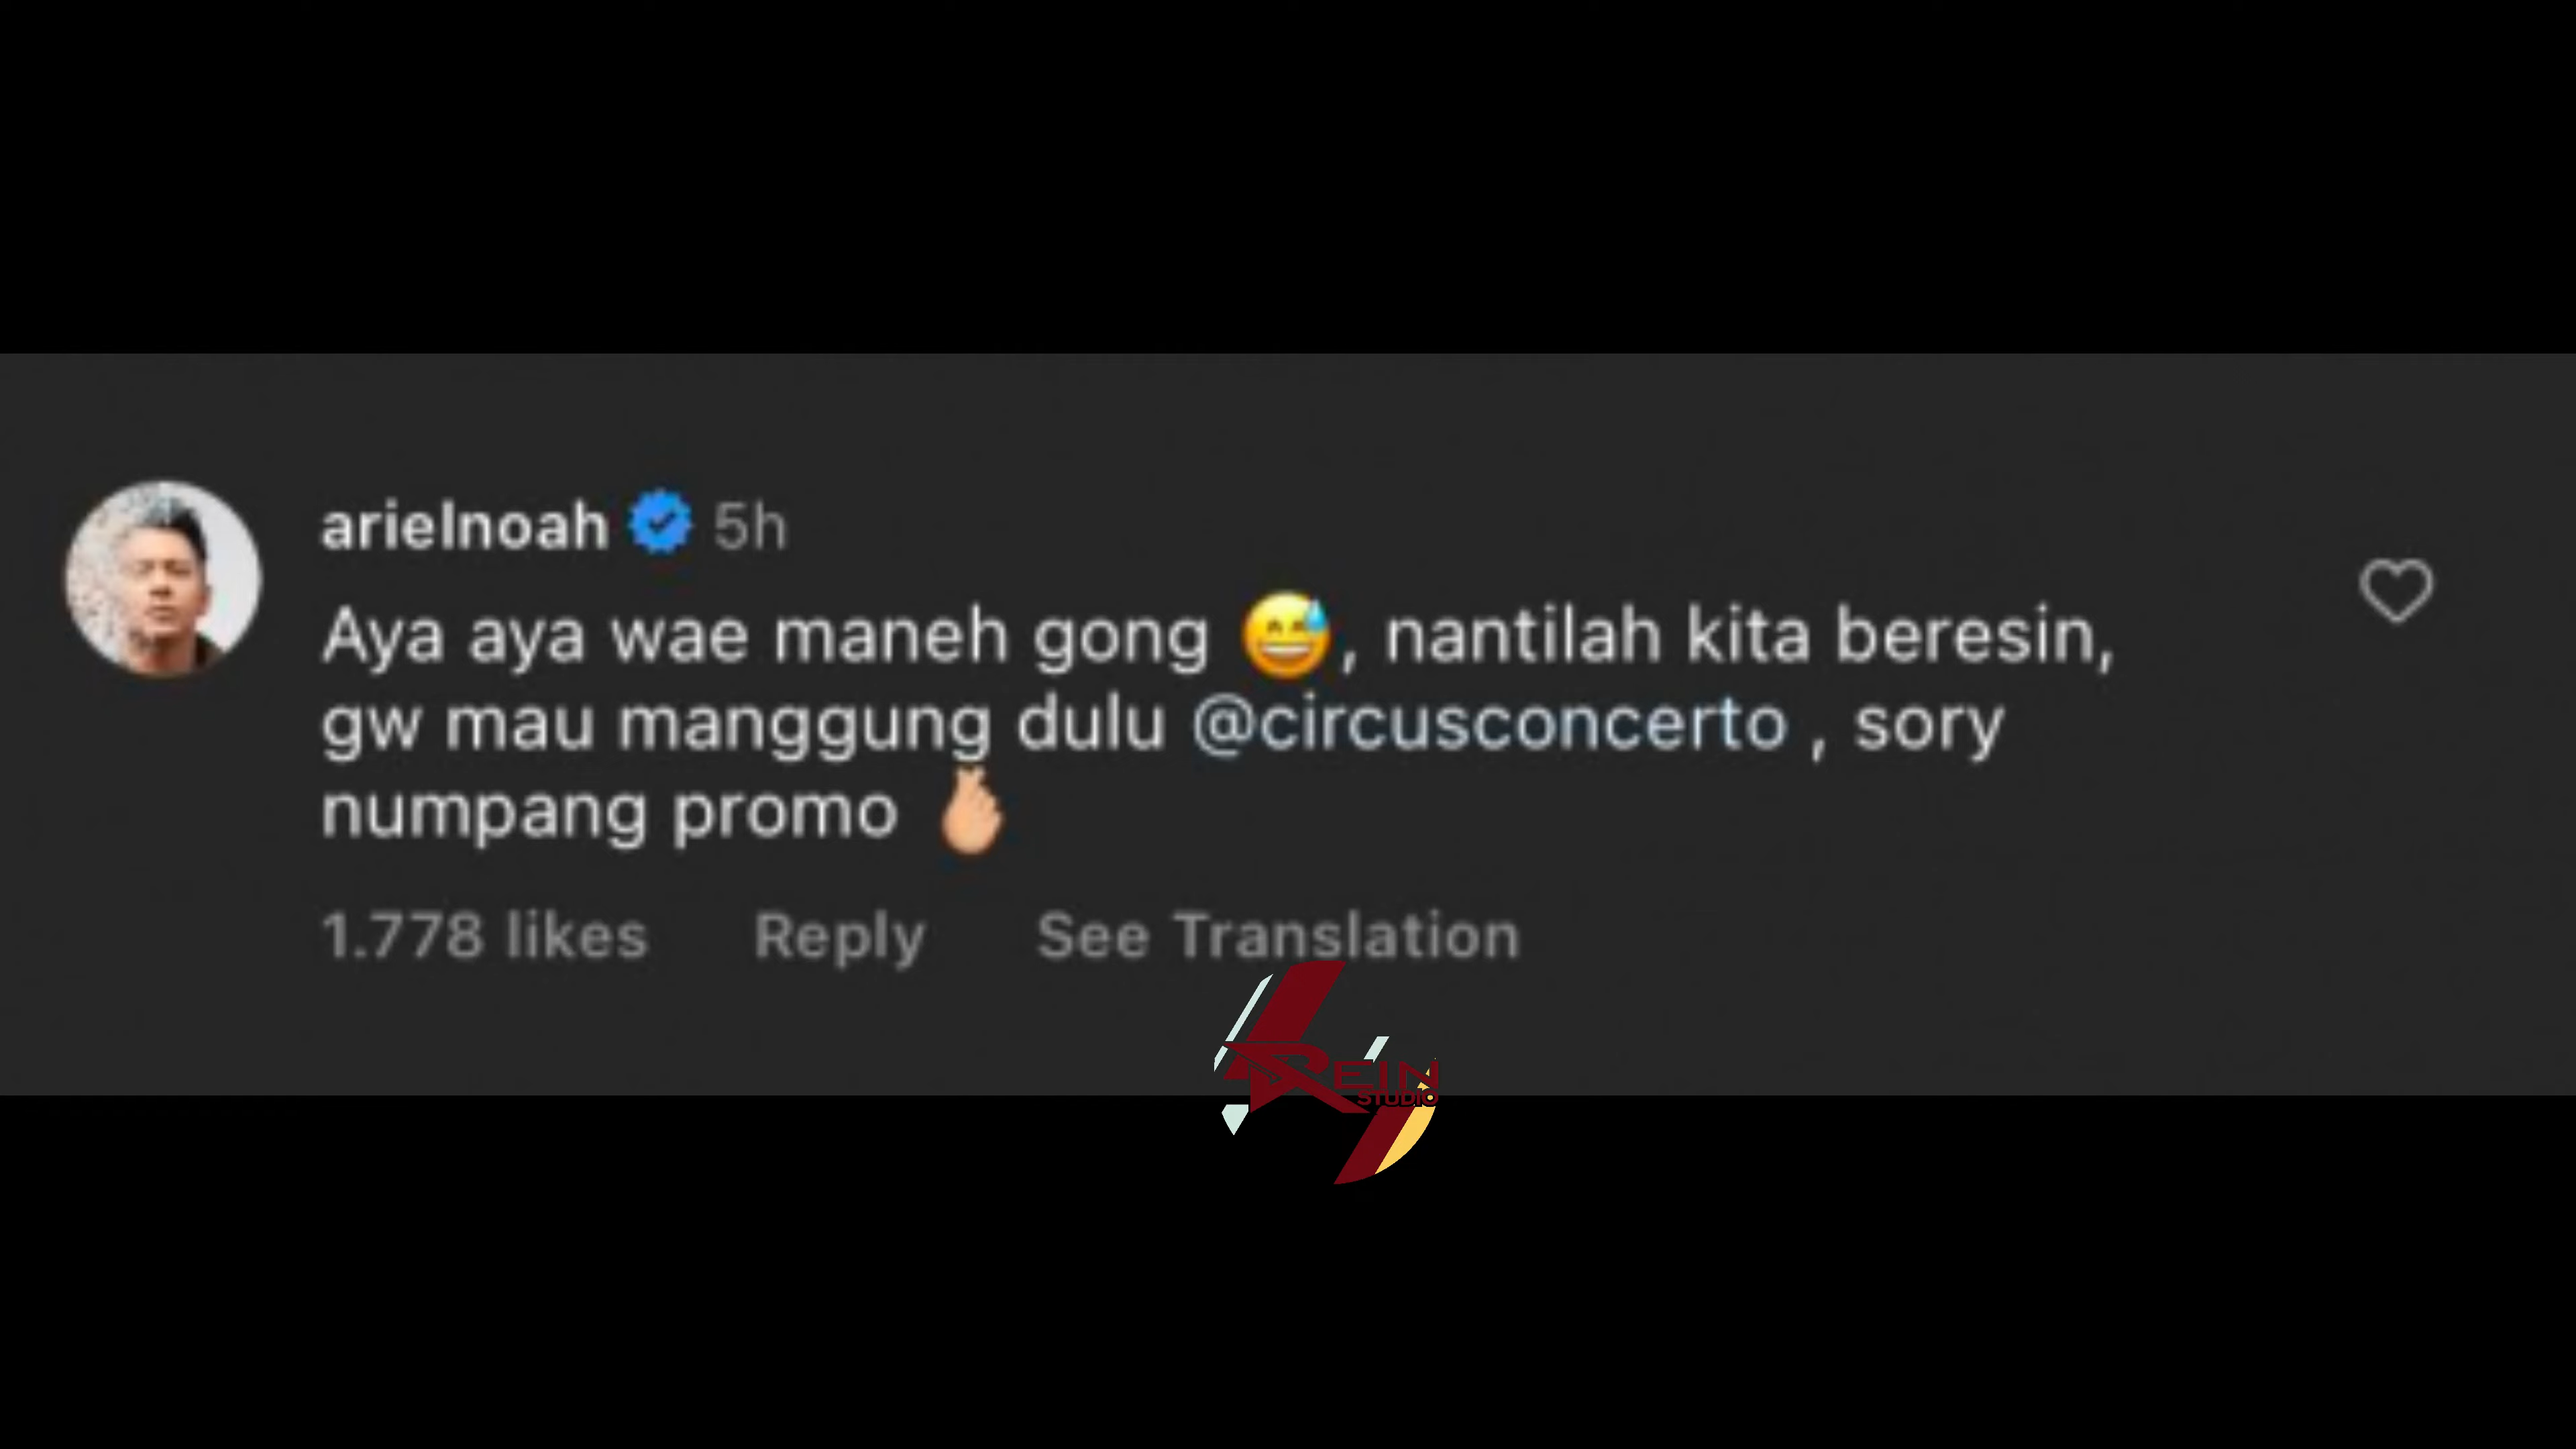 arielnoah 5h
Aya aya wae maneh gong 😅, nantilah kita beresin,
gw mau manggung dulu @circusconcerto , sory
numpang promo 🫰🏼
1.778 likes Reply See Translation
REIN
STUDIO